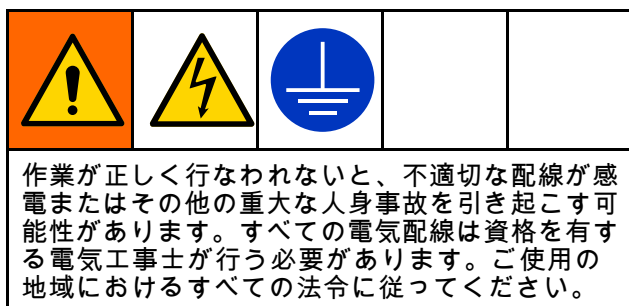 作業が正しく行なわれないと、不適切な配線が感
電またはその他の重大な人身事故を引き起こす可
能性があります。すべての電気配線は資格を有す
る電気工事士が行う必要があります。ご使用の
地域におけるすべての法令に従ってください。